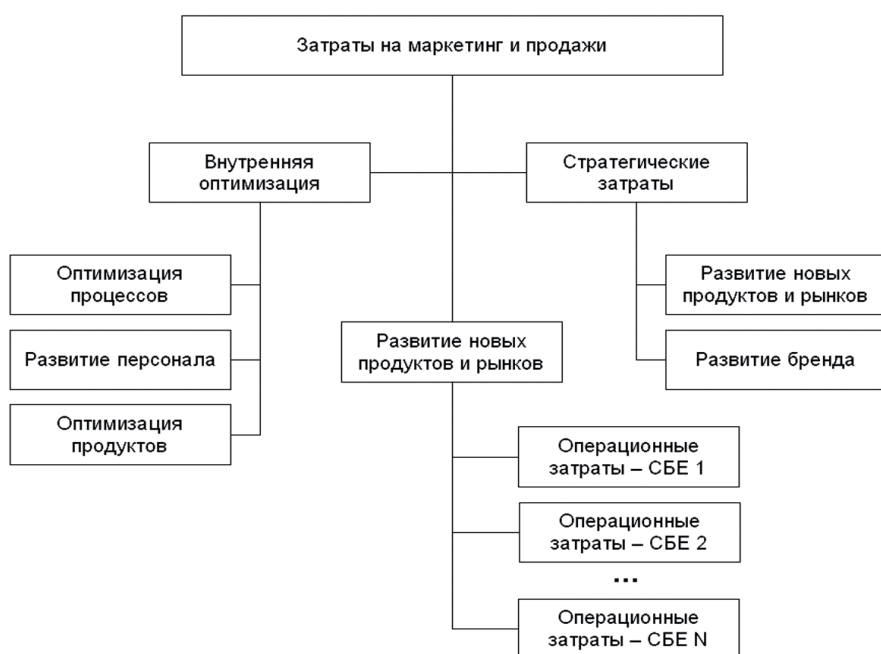 Затраты на маркетинг и продажи
Внутренняя
оптимизация
Стратегические
затраты
Оптимизация
процессов
Развитие персонала
Оптимизация
продуктов
Развитие новых
продуктов и рынков
Развитие новых
продуктов и рынков
Развитие бренда
Операционные
затраты – СБЕ 1
Операционные
затраты – СБЕ 2
...
Операционные
затраты – СБЕ N